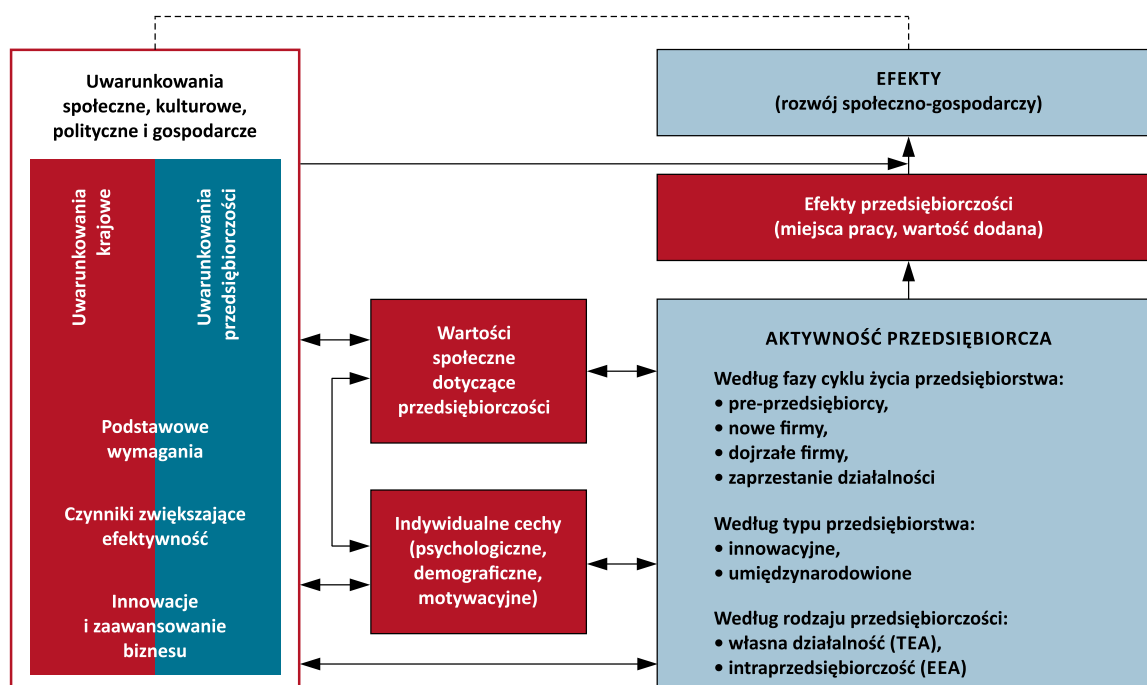 Uwarunkowania
społeczne, kulturowe,
polityczne i gospodarcze
Uwarunkowania
krajowe
Uwarunkowania
przedsiębiorczości
Podstawowe
wymagania
Czynniki zwiększające
efektywność
Innowacje
i zaawansowanie
biznesu
Wartości
społeczne
dotyczące
przedsiębiorczości
Indywidualne cechy
(psychologiczne,
demograficzne,
motywacyjne)
EFEKTY
(rozwój społeczno-gospodarczy)
Efekty przedsiębiorczości
(miejsca pracy, wartość dodana)
AKTYWNOŚĆ PRZEDSIĘBIORCZA
Według fazy cyklu życia przedsiębiorstwa:
• pre-przedsiębiorcy,
• nowe firmy,
• dojrzałe firmy,
• zaprzestanie działalności
Według typu przedsiębiorstwa:
• innowacyjne,
• umiędzynarodowione
Według rodzaju przedsiębiorczości:
• własna działalność (TEA),
• intraprzedsiębiorczość (EEA)